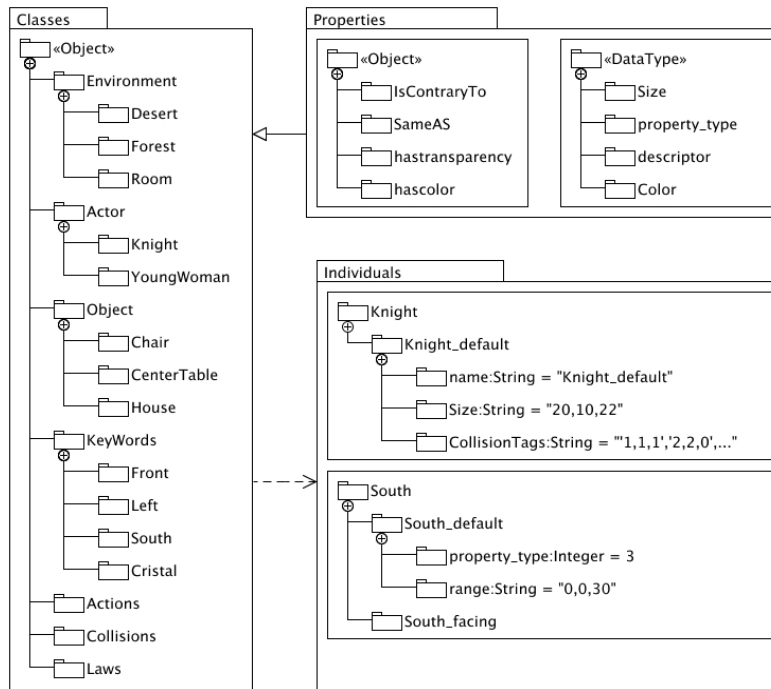 Classes
«Object»
Environment
Desert
Forest
Room
Actor
Knight
YoungWoman
Object
Chair
CenterTable
House
KeyWords
Front
Left
South
Cristal
Actions
Collisions
Laws
Properties
«Object»
IsContraryTo
SameAS
hastransparency
hascolor
«DataType»
Size
property_type
descriptor
Color
Individuals
Knight
Knight_default
name:String = "Knight_default"
Size:String = "20,10,22"
CollisionTags:String = "'1,1,1','2,2,0',..."
South
South_default
property_type:Integer = 3
range:String = "0,0,30"
South_facing